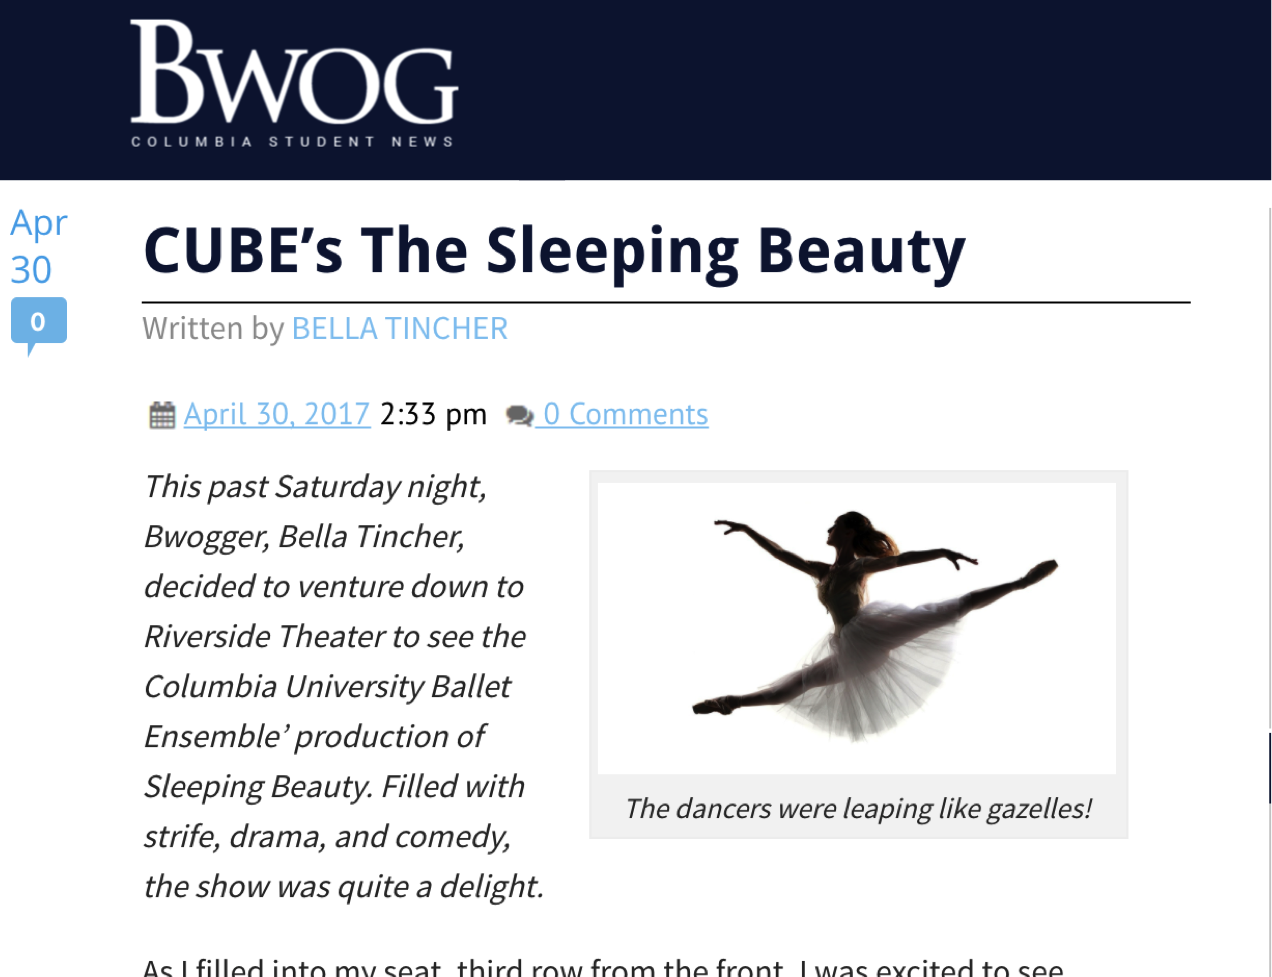 BWOG
COLUMBIA STUDENT NEWS
Apr
30
0
CUBE’s The Sleeping Beauty
Written by BELLA TINCHER
April 30, 2017 2:33 pm 0 Comments
This past Saturday night,
Bwogger, Bella Tincher,
decided to venture down to
Riverside Theater to see the
Columbia University Ballet
Ensemble’ production of
Sleeping Beauty. Filled with
strife, drama, and comedy,
the show was quite a delight.
The dancers were leaping like gazelles!
As I filled into my seat, third row from the front, I was excited to see